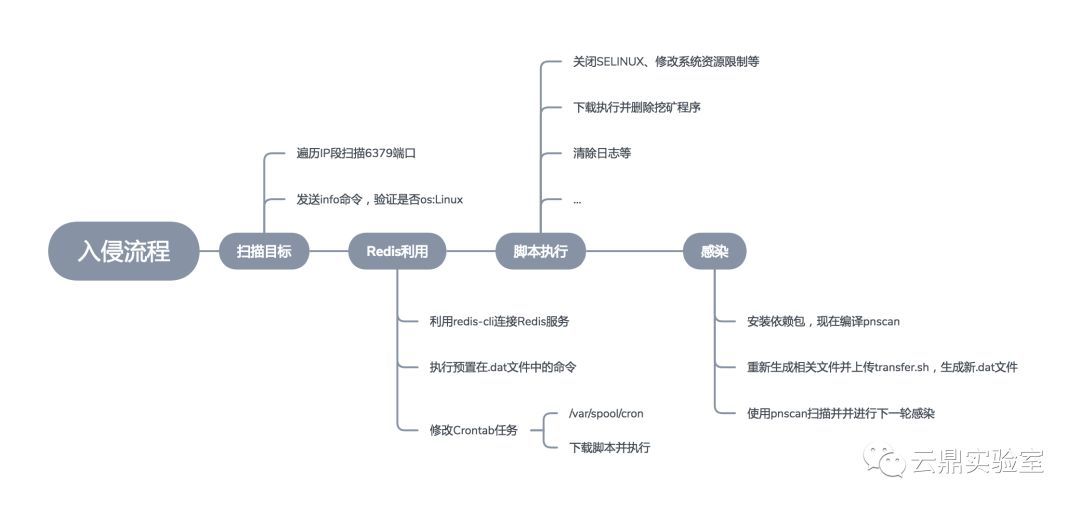 入侵流程
扫描目标
遍历IP段扫描6379端口
发送info命令，验证是否os:Linux
Redis利用
利用redis-cli连接Redis服务
执行预置在.dat文件中的命令
修改Crontab任务
/var/spool/cron
下载脚本并执行
脚本执行
关闭SELINUX、修改系统资源限制等
下载执行并删除挖矿程序
清除日志等
...
感染
安装依赖包，现在编译pnscan
重新生成相关文件并上传transfer.sh，生成新.dat文件
使用pnscan扫描并并进行下一轮感染
云鼎实验室